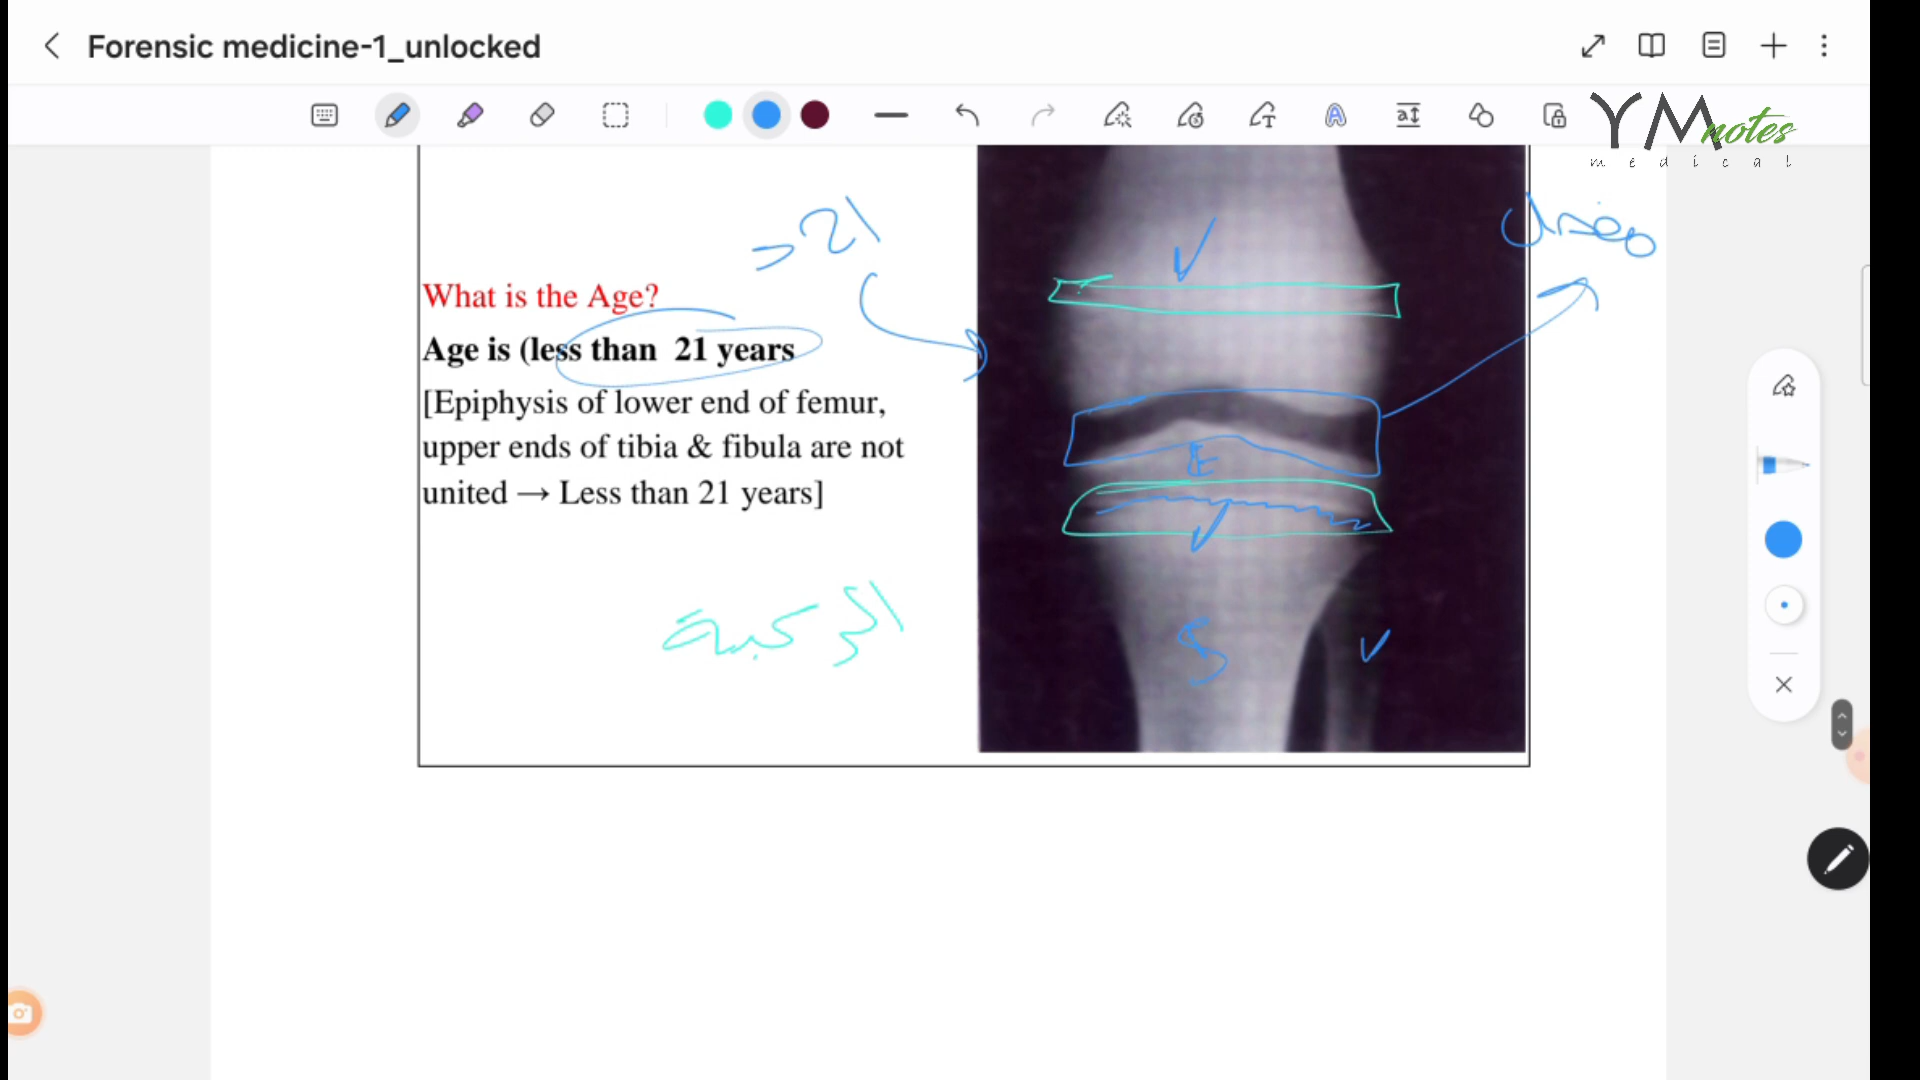 Forensic medicine-1_unlocked
YM notes
medical
21
مفصل
What is the Age?
Age is (less than 21 years
[Epiphysis of lower end of femur,
upper ends of tibia & fibula are not
united → Less than 21 years]
E
S